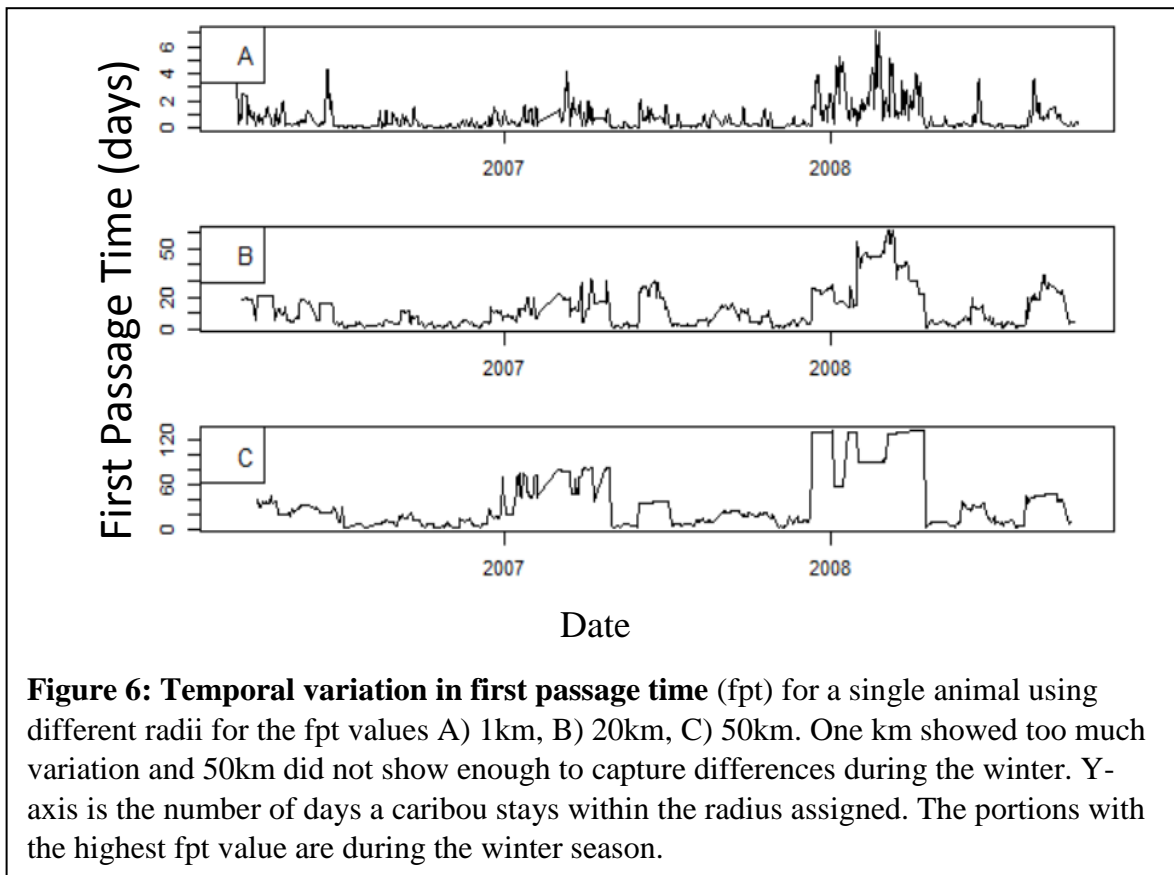 First Passage Time (days)
A
0 2 4 6
2007 2008
B
0 20 50
2007 2008
C
0 60 120
2007 2008
Date
Figure 6: Temporal variation in first passage time (fpt) for a single animal using
different radii for the fpt values A) 1km, B) 20km, C) 50km. One km showed too much
variation and 50km did not show enough to capture differences during the winter. Y-
axis is the number of days a caribou stays within the radius assigned. The portions with
the highest fpt value are during the winter season.